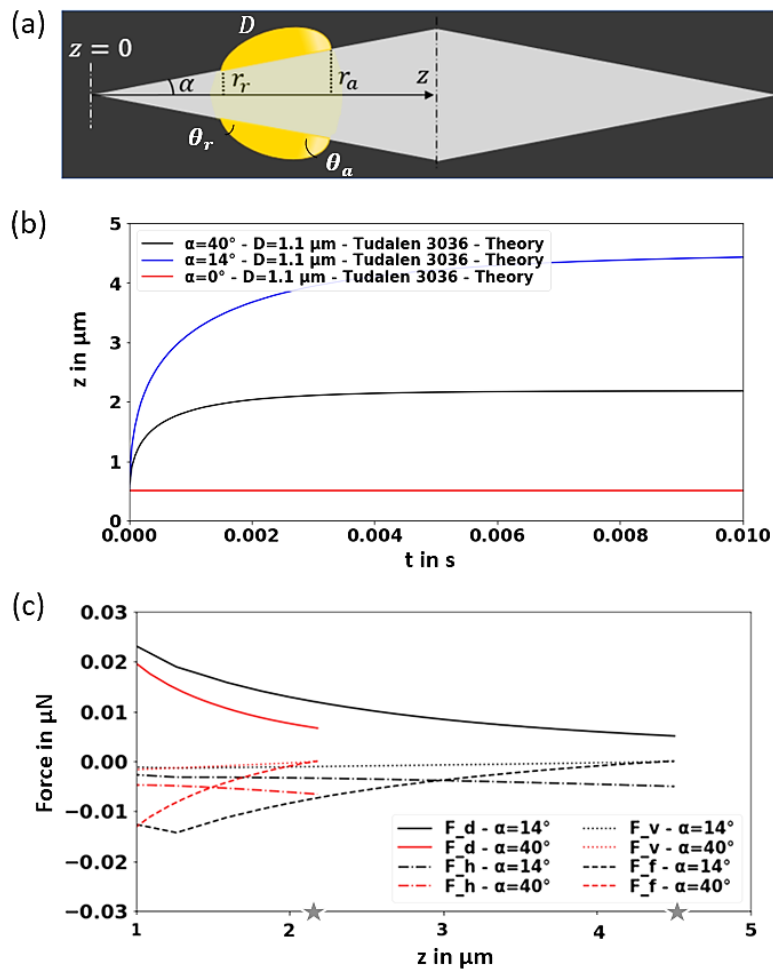 (a)
D
z = 0
α
r_r
r_a
z
θ_r
θ_a
(b)
5
4
3
2
1
0
z in µm
α=40° - D=1.1 µm - Tudalen 3036 - Theory
α=14° - D=1.1 µm - Tudalen 3036 - Theory
α=0° - D=1.1 µm - Tudalen 3036 - Theory
0.000 0.002 0.004 0.006 0.008 0.010
t in s
(c)
0.03
0.02
0.01
0.00
−0.01
−0.02
−0.03
Force in µN
F_d - α=14° F_v - α=14°
F_d - α=40° F_v - α=40°
F_h - α=14° F_f - α=14°
F_h - α=40° F_f - α=40°
1 2 3 4 5
z in µm